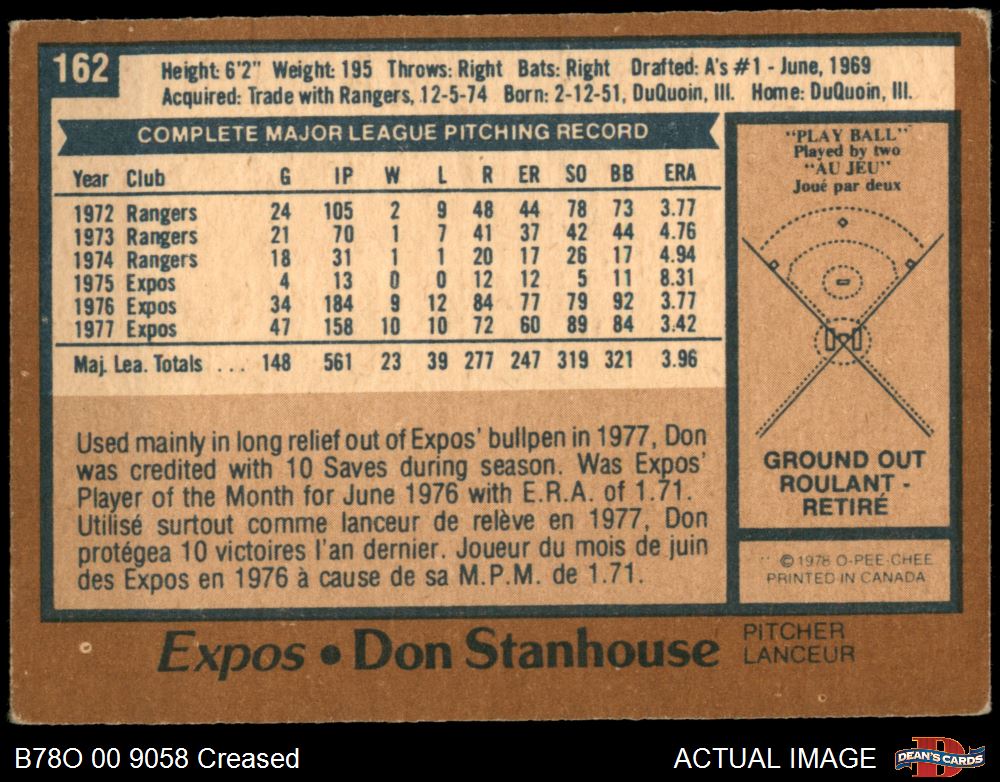 162
Height: 6'2" Weight: 195 Throws: Right Bats: Right Drafted: A's #1 - June, 1969
Acquired: Trade with Rangers, 12-5-74 Born: 2-12-51, DuQuoin, Ill. Home: DuQuoin, Ill.
COMPLETE MAJOR LEAGUE PITCHING RECORD
Year Club G IP W L R ER SO BB ERA
1972 Rangers 24 105 2 9 48 44 78 73 3.77
1973 Rangers 21 70 1 7 41 37 42 44 4.76
1974 Rangers 18 31 1 1 20 17 26 17 4.94
1975 Expos 4 13 0 0 12 12 5 11 8.31
1976 Expos 34 184 9 12 84 77 79 92 3.77
1977 Expos 47 158 10 10 72 60 89 84 3.42
Maj. Lea. Totals ... 148 561 23 39 277 247 319 321 3.96
Used mainly in long relief out of Expos' bullpen in 1977, Don
was credited with 10 Saves during season. Was Expos'
Player of the Month for June 1976 with E.R.A. of 1.71.
Utilisé surtout comme lanceur de relève en 1977, Don
protégea 10 victoires l'an dernier. Joueur du mois de juin
des Expos en 1976 à cause de sa M.P.M. de 1.71.
"PLAY BALL"
Played by two
"AU JEU"
Joué par deux
GROUND OUT
ROULANT -
RETIRÉ
©1978 O-PEE-CHEE
PRINTED IN CANADA
Expos • Don Stanhouse
PITCHER
LANCEUR
B78O 00 9058 Creased
ACTUAL IMAGE
D
DEAN'S CARDS